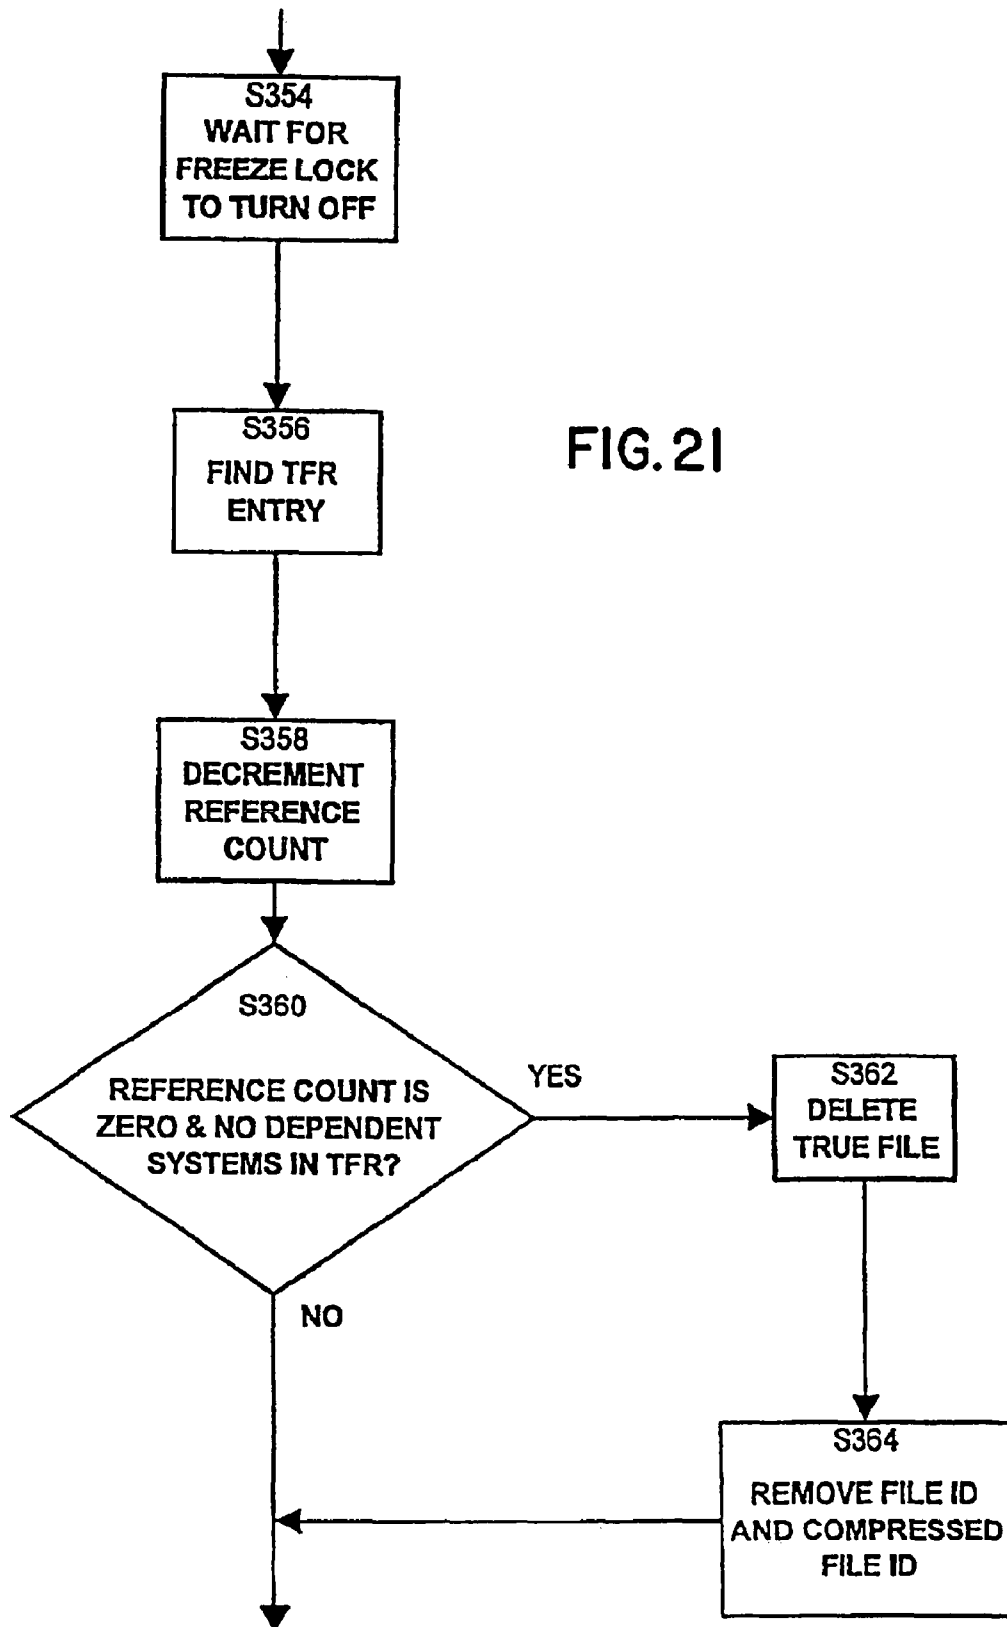 S354
WAIT FOR
FREEZE LOCK
TO TURN OFF
S356
FIND TFR
ENTRY
FIG. 21
S358
DECREMENT
REFERENCE
COUNT
S360
REFERENCE COUNT IS
ZERO & NO DEPENDENT
SYSTEMS IN TFR?
YES
NO
S362
DELETE
TRUE FILE
S364
REMOVE FILE ID
AND COMPRESSED
FILE ID